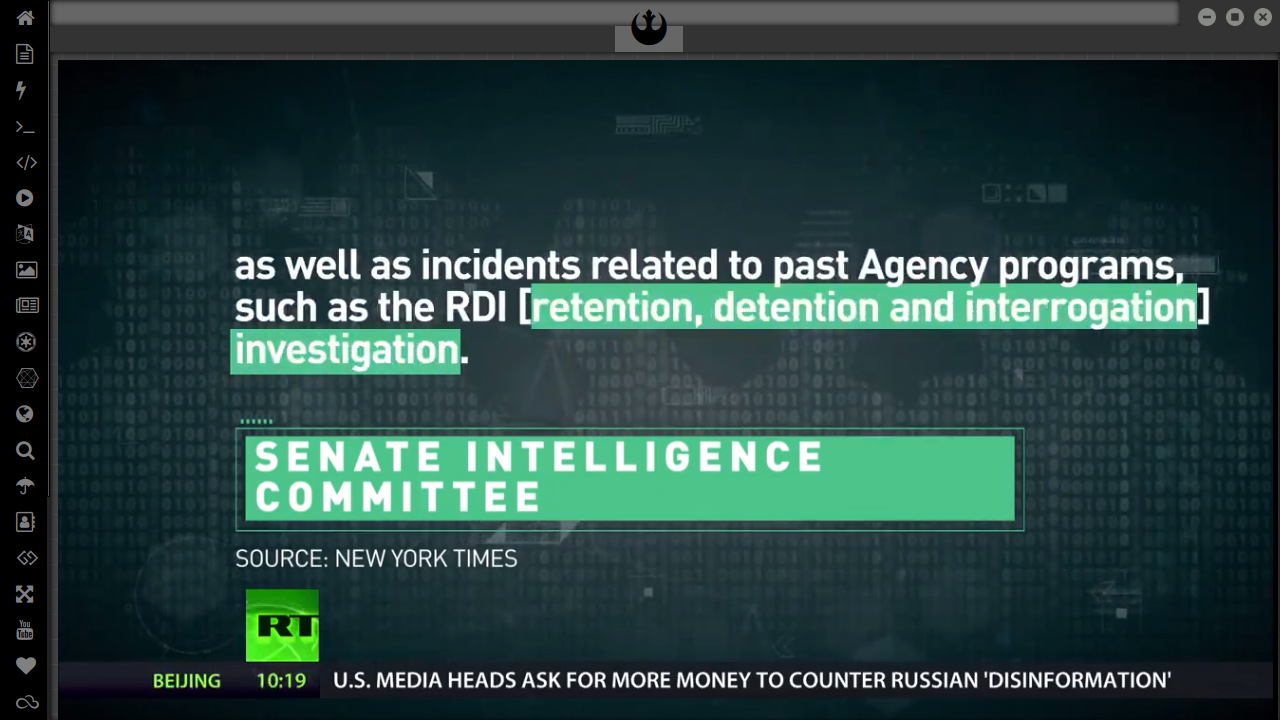 as well as incidents related to past Agency programs,
such as the RDI [retention, detention and interrogation]
investigation.
SENATE INTELLIGENCE
COMMITTEE
SOURCE: NEW YORK TIMES
RT
BEIJING 10:19 U.S. MEDIA HEADS ASK FOR MORE MONEY TO COUNTER RUSSIAN 'DISINFORMATION'
You
Tube